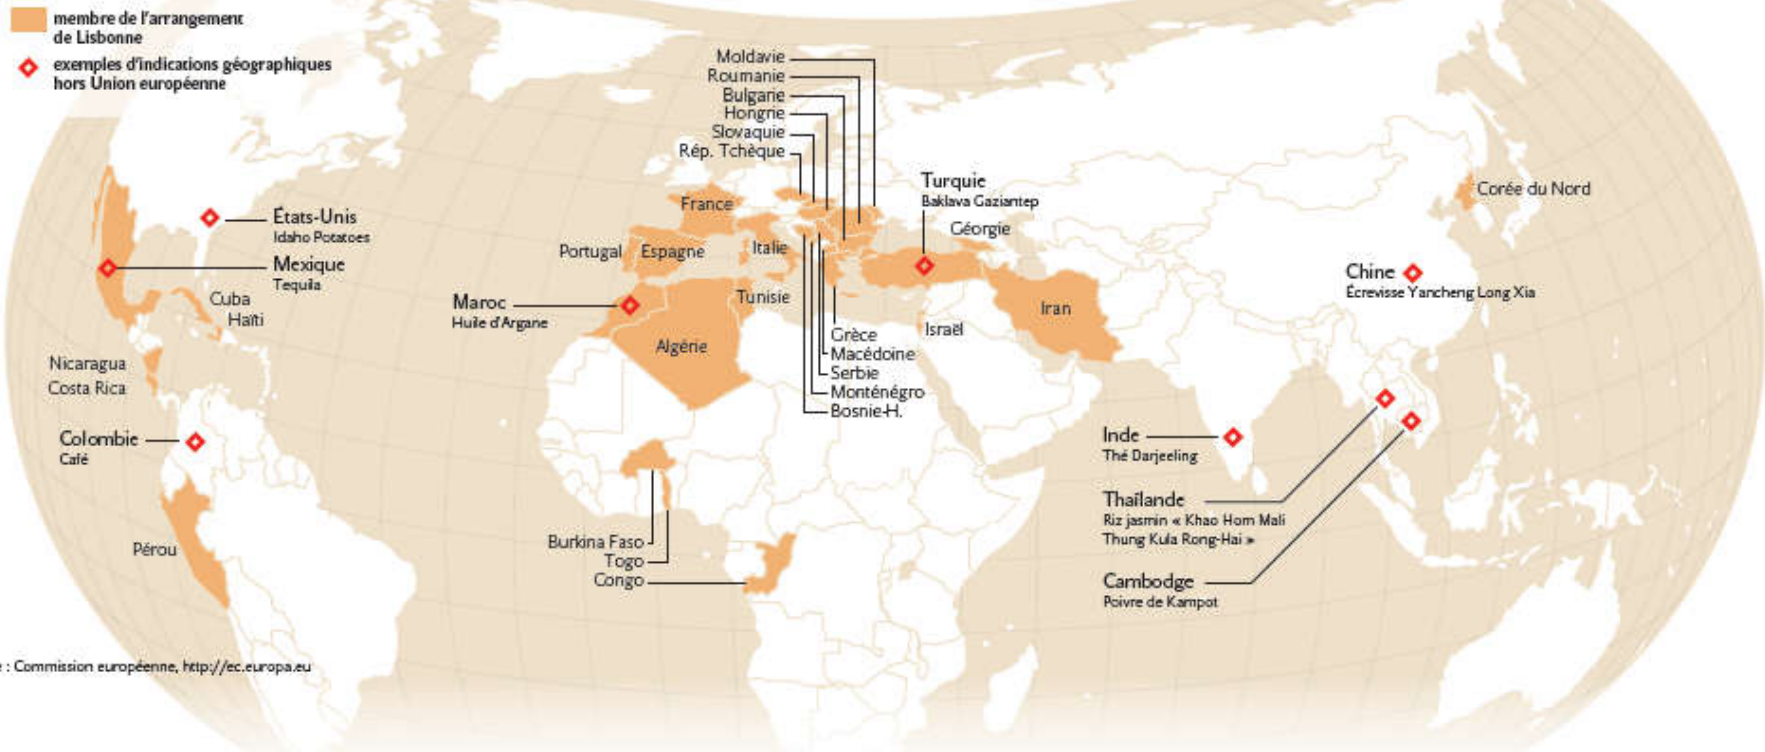 membre de l'arrangement
de Lisbonne
exemples d'indications géographiques
hors Union européenne
Moldavie
Roumanie
Bulgarie
Hongrie
Slovaquie
Rép. Tchèque
France
Portugal
Espagne
Italie
Tunisie
Turquie
Baklava Gaziantep
Géorgie
Corée du Nord
États-Unis
Idaho Potatoes
Mexique
Tequila
Cuba
Haïti
Maroc
Huile d'Argane
Algérie
Israël
Iran
Chine
Écrevisse Yancheng Long Xia
Grèce
Macédoine
Serbie
Monténégro
Bosnie-H.
Nicaragua
Costa Rica
Colombie
Café
Pérou
Burkina Faso
Togo
Congo
Inde
Thé Darjeeling
Thaïlande
Riz jasmin « Khao Hom Mali
Thung Kula Rong-Hai »
Cambodge
Poivre de Kampot
: Commission européenne, http://ec.europa.eu